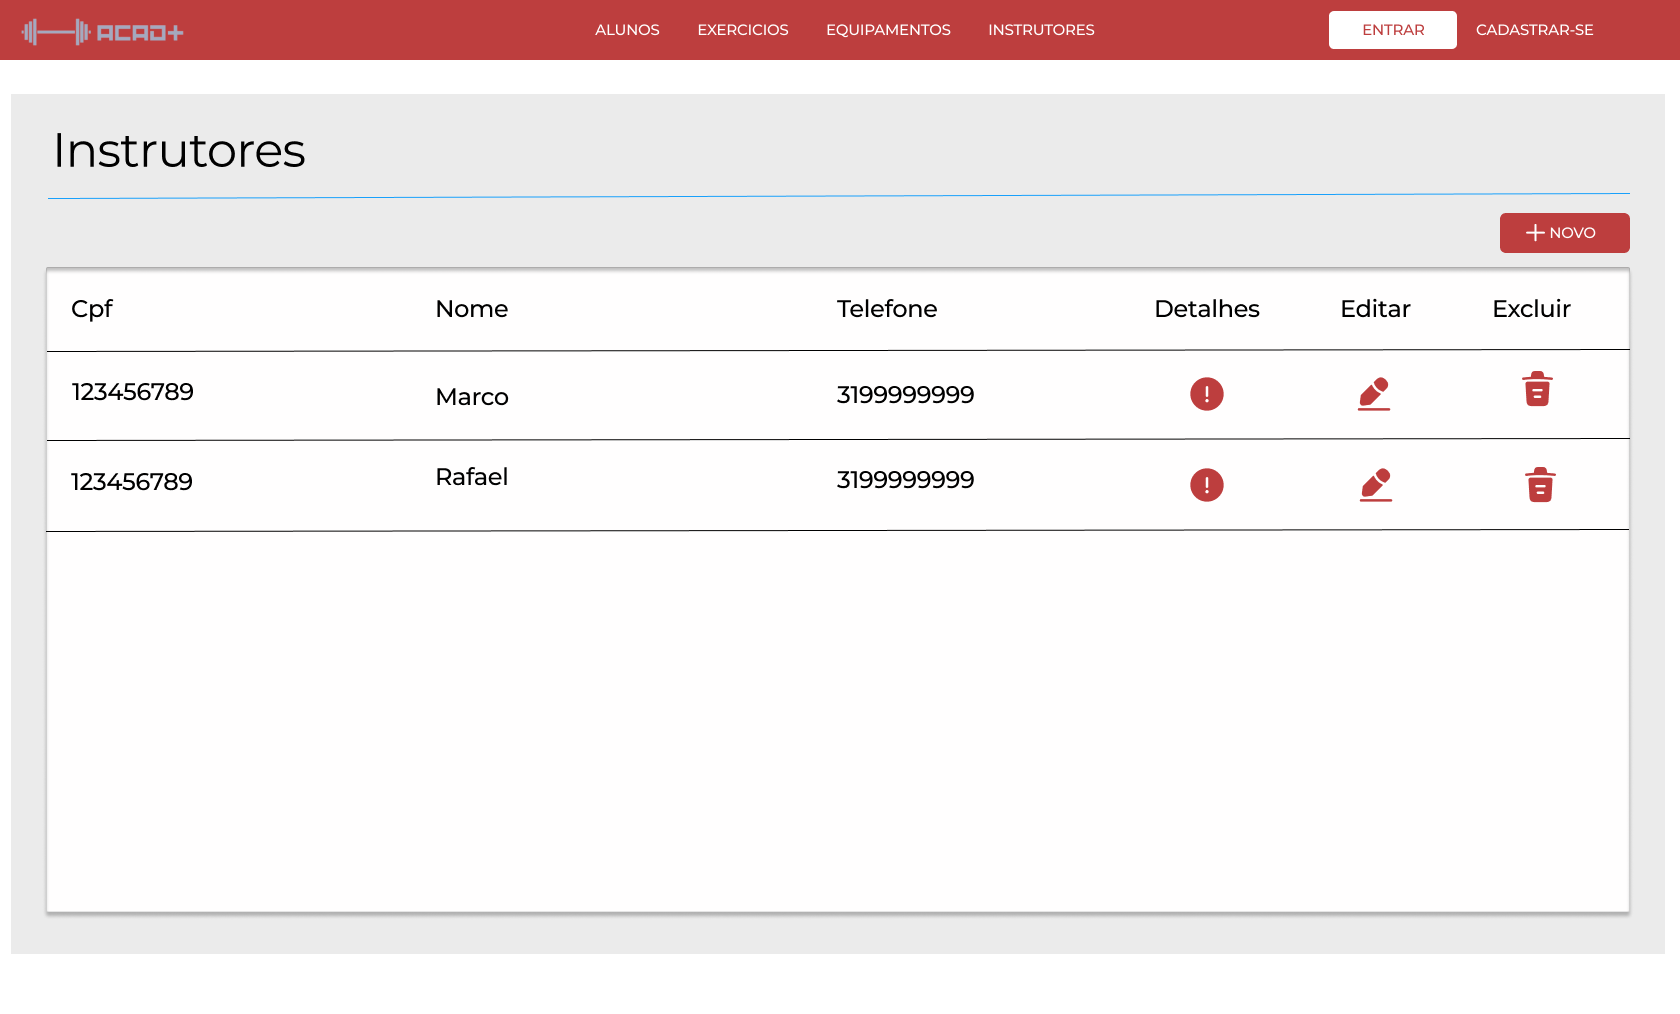 ACAD+ ALUNOS EXERCICIOS EQUIPAMENTOS INSTRUTORES ENTRAR CADASTRAR-SE
Instrutores
NOVO
Cpf Nome Telefone Detalhes Editar Excluir
123456789 Marco 3199999999
123456789 Rafael 3199999999